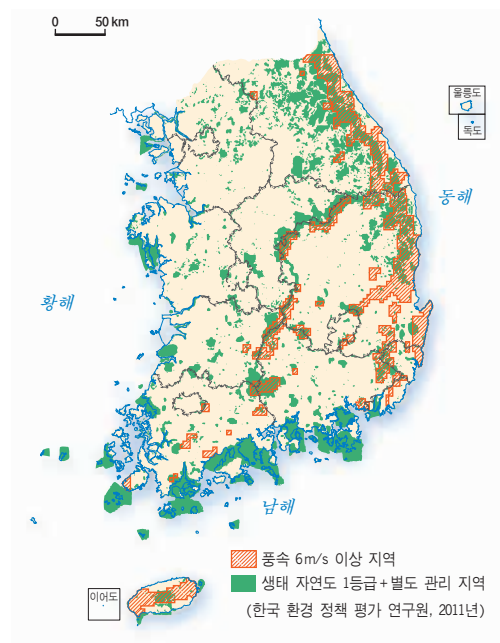 0 50 km
울릉도
독도
동해
황해
남해
이어도
풍속 6m/s 이상 지역
생태 자연도 1등급+별도 관리 지역
(한국 환경 정책 평가 연구원, 2011년)